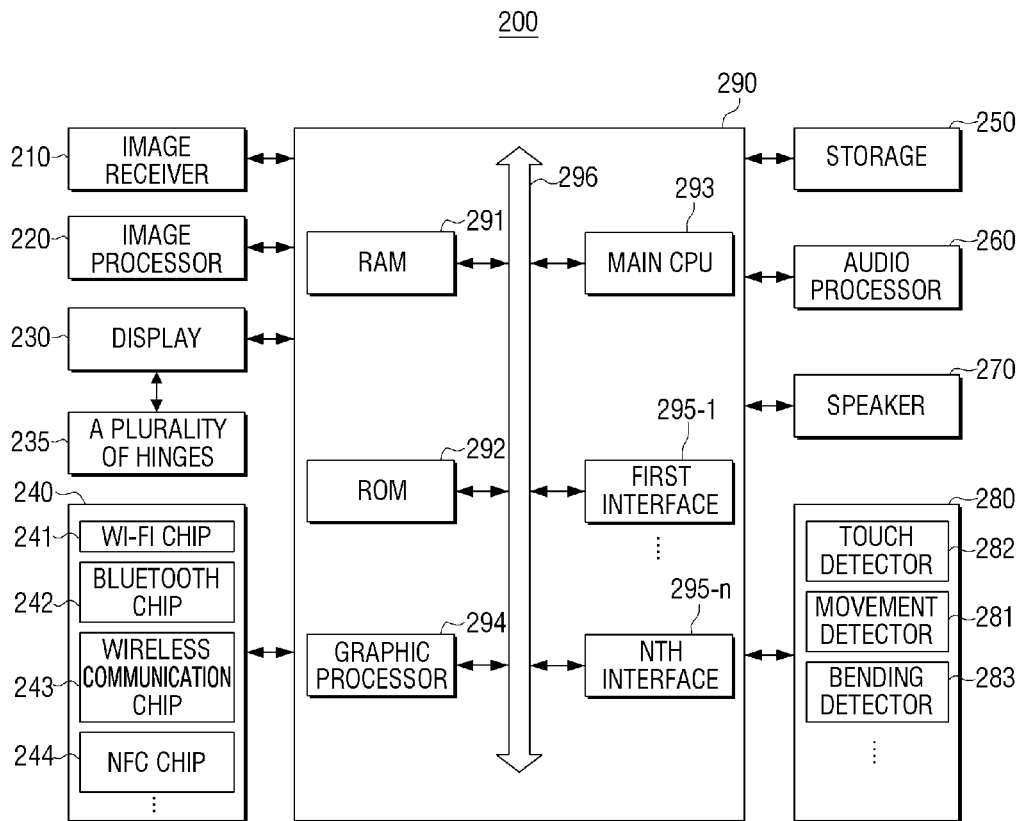 200
290
250
210
IMAGE
RECEIVER
STORAGE
296
293
291
220
IMAGE
PROCESSOR
RAM
MAIN CPU
260
AUDIO
PROCESSOR
230
DISPLAY
270
SPEAKER
235
A PLURALITY
OF HINGES
292
ROM
295-1
FIRST
INTERFACE
240
241
WI-FI CHIP
242
BLUETOOTH
CHIP
243
WIRELESS
COMMUNICATION
CHIP
244
NFC CHIP
294
GRAPHIC
PROCESSOR
295-n
NTH
INTERFACE
280
TOUCH
DETECTOR
282
MOVEMENT
DETECTOR
281
BENDING
DETECTOR
283